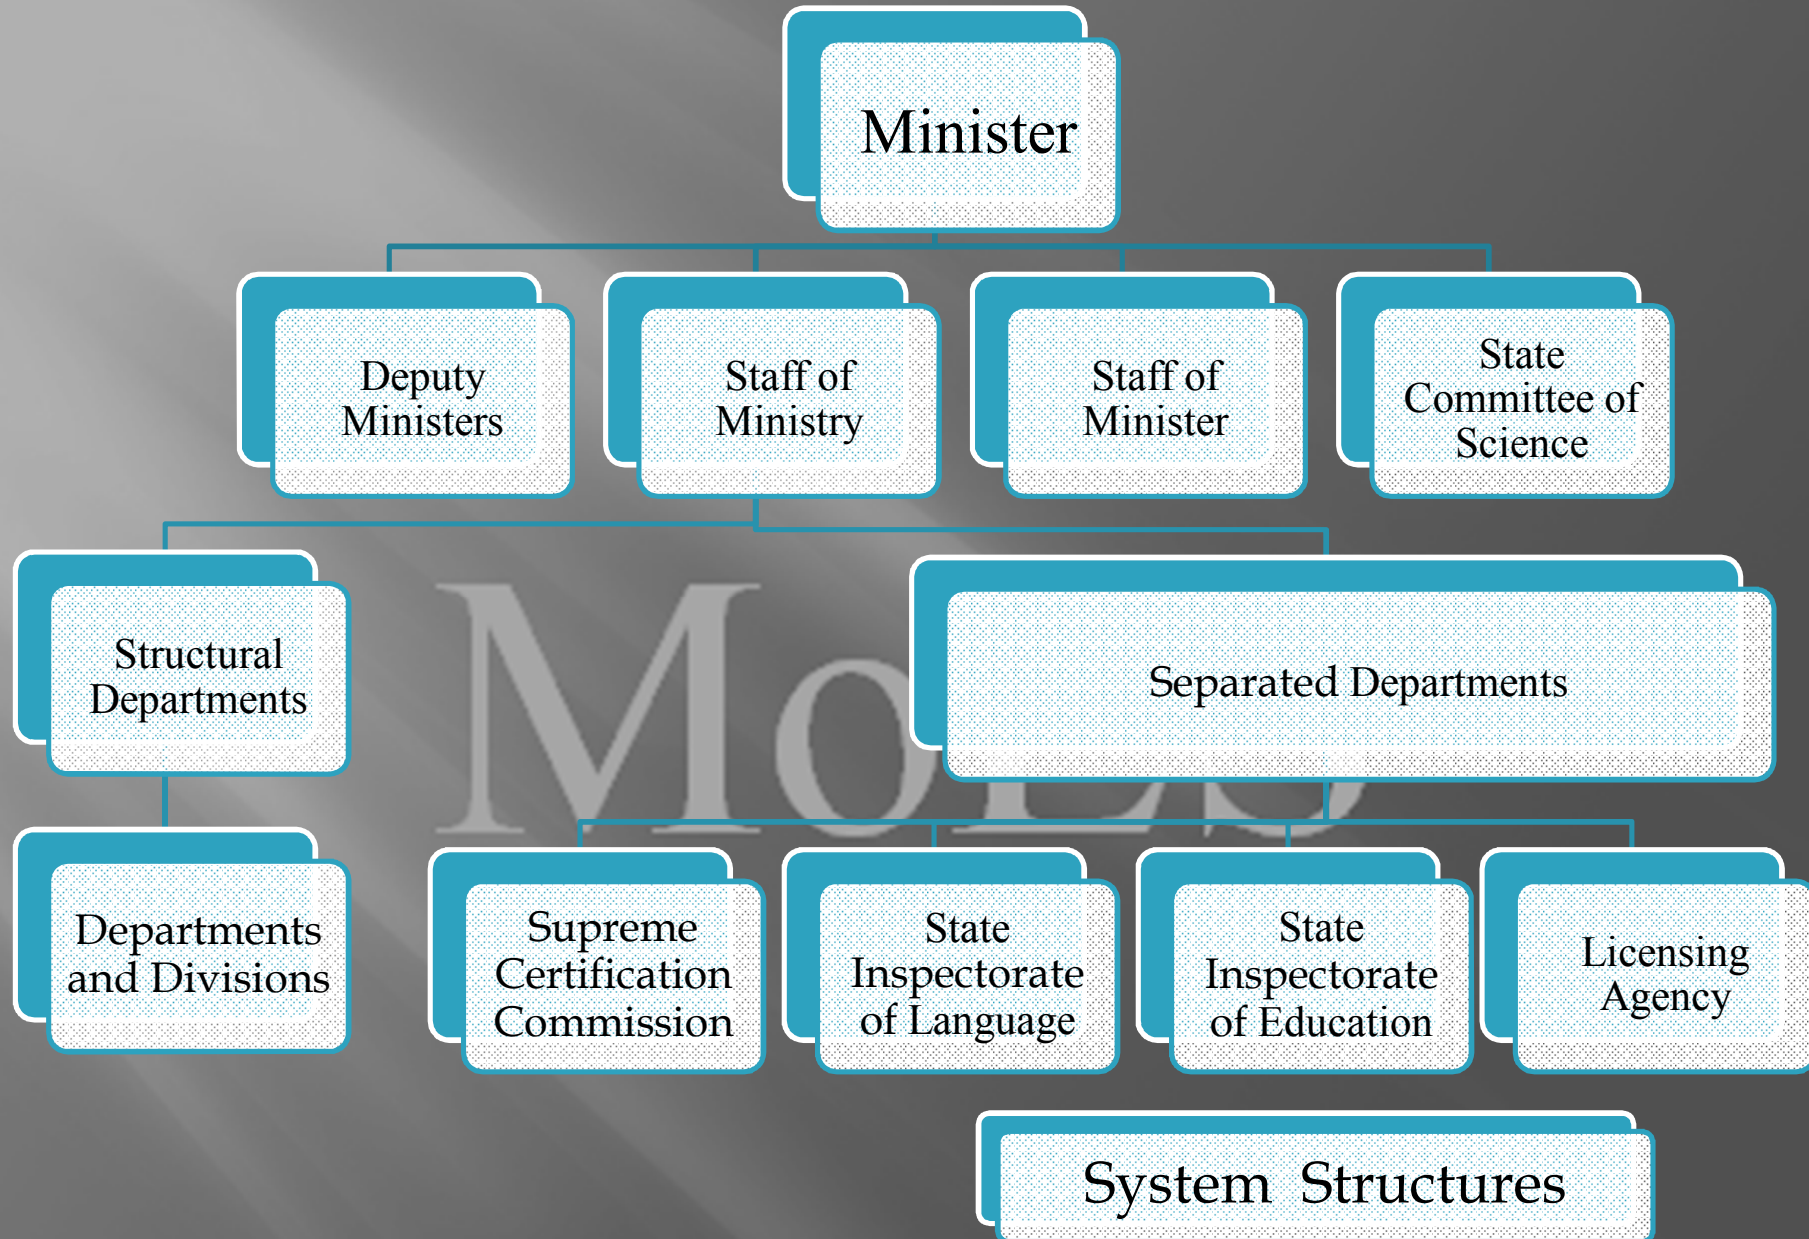 Minister
Deputy
Ministers
Staff of
Ministry
Staff of
Minister
State
Committee of
Science
Structural
Departments
Separated Departments
MoES
Departments
and Divisions
Supreme
Certification
Commission
State
Inspectorate
of Language
State
Inspectorate
of Education
Licensing
Agency
System Structures